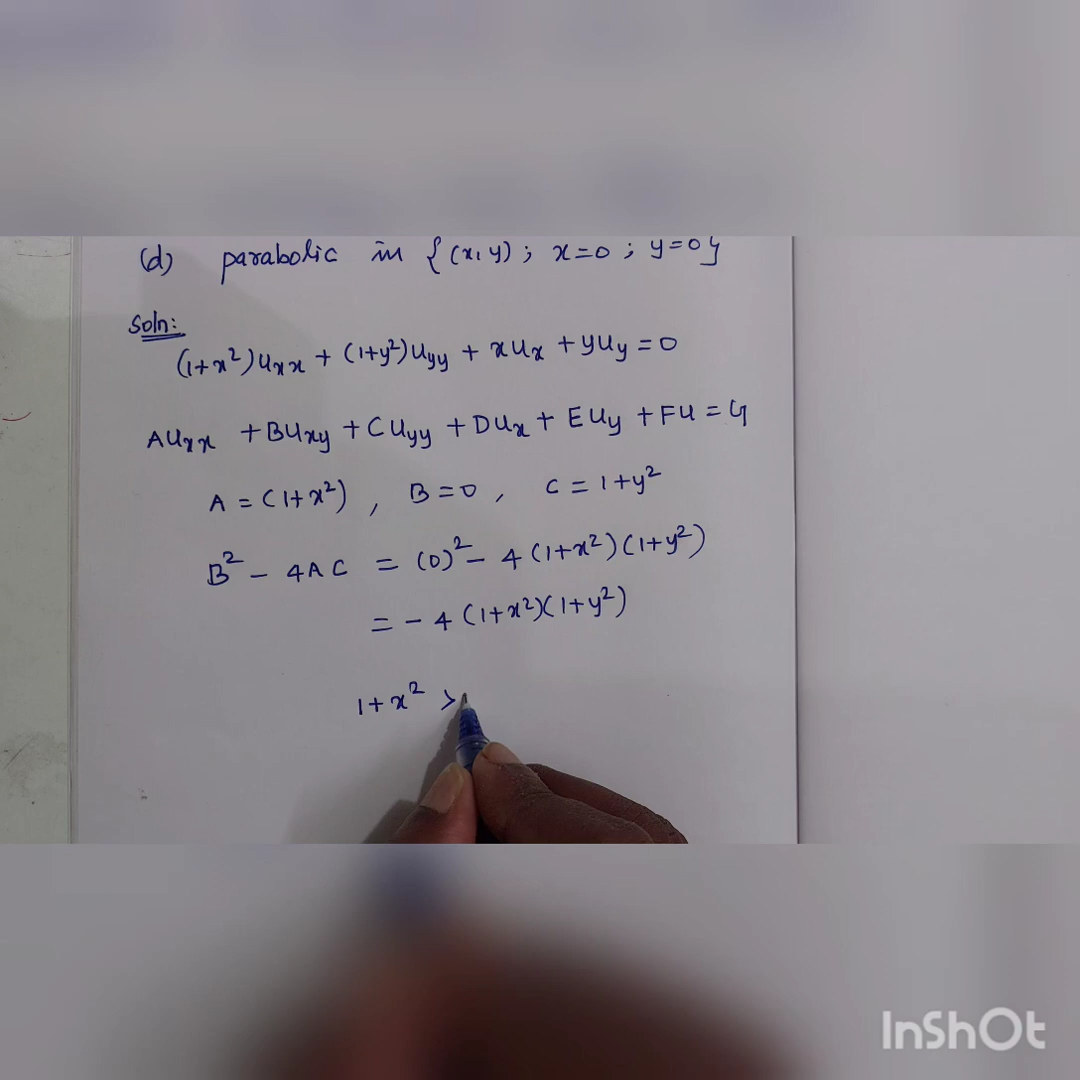 (d) parabolic in {(x,y); x=0; y=0}
Soln:
(1+x²)Uxx + (1+y²)Uyy + xUx + yUy = 0
AUxx + BUxy + CUyy + DUx + EUy + FU = G
A = (1+x²), B = 0, C = 1+y²
B² - 4AC = (0)² - 4(1+x²)(1+y²)
= -4(1+x²)(1+y²)
1+x² >
InShOt